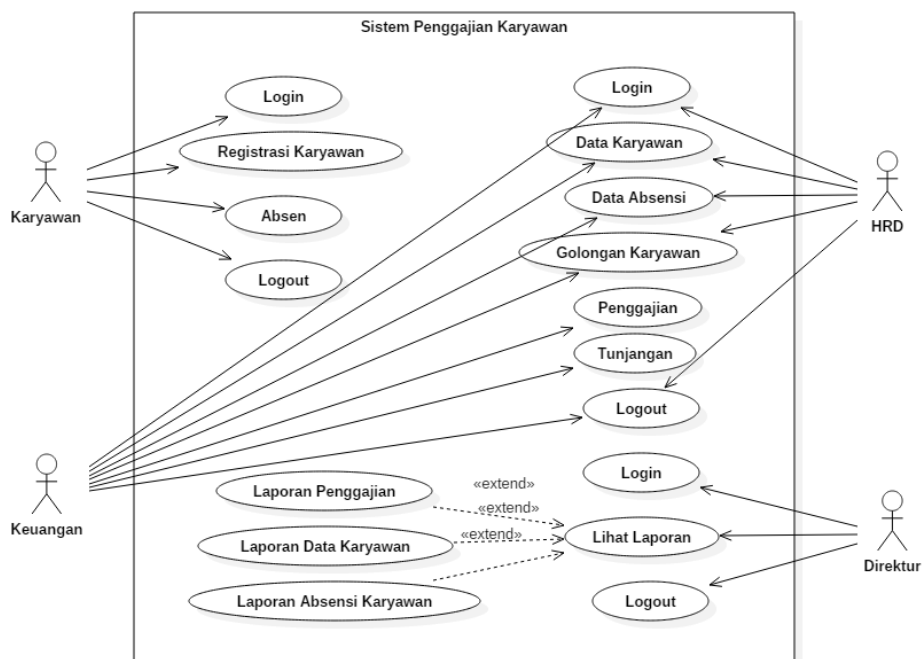 Sistem Penggajian Karyawan
Login
Registrasi Karyawan
Absen
Logout
Karyawan
Login
Data Karyawan
Data Absensi
Golongan Karyawan
Penggajian
Tunjangan
Logout
HRD
Keuangan
Laporan Penggajian
Laporan Data Karyawan
Laporan Absensi Karyawan
«extend»
«extend»
«extend»
Login
Lihat Laporan
Logout
Direktur